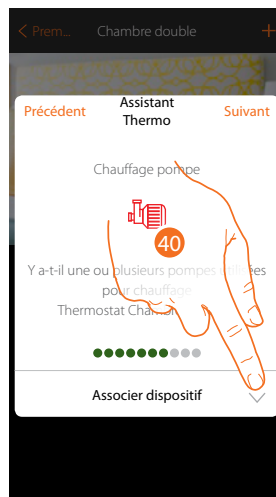 < Prem... Chambre double +
Précédent Assistant Thermo Suivant
Chauffage pompe
40
Y a-t-il une ou plusieurs pompes utilisées
pour chauffage
Thermostat
Associer dispositif